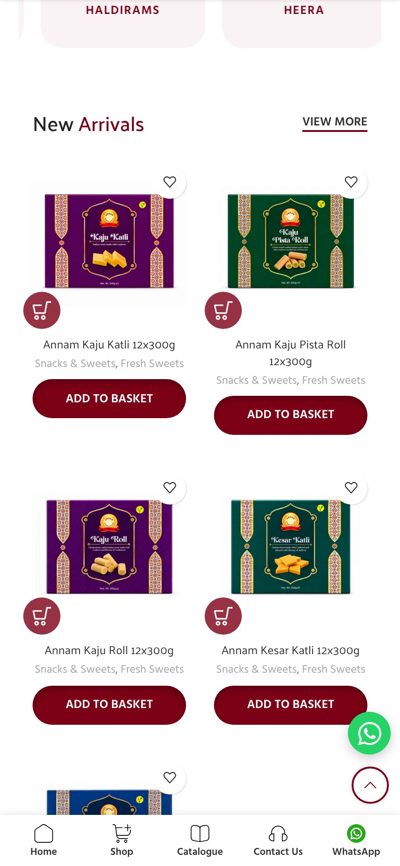 HALDIRAMS
HEERA
New Arrivals
VIEW MORE
Kaju Katli
Kaju
Pista Roll
Annam Kaju Katli 12x300g
Snacks & Sweets, Fresh Sweets
ADD TO BASKET
Annam Kaju Pista Roll
12x300g
Snacks & Sweets, Fresh Sweets
ADD TO BASKET
Kaju Roll
Kesar Katli
Annam Kaju Roll 12x300g
Snacks & Sweets, Fresh Sweets
ADD TO BASKET
Annam Kesar Katli 12x300g
Snacks & Sweets, Fresh Sweets
ADD TO BASKET
Home
Shop
Catalogue
Contact Us
WhatsApp